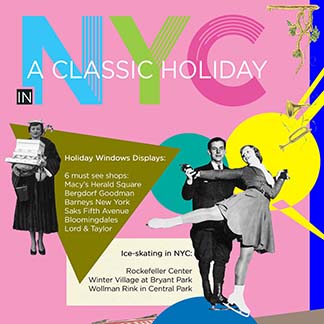 NYC
A CLASSIC HOLIDAY
IN
Holiday Windows Displays:
6 must see shops:
Macy's Herald Square
Bergdorf Goodman
Barneys New York
Saks Fifth Avenue
Bloomingdales
Lord & Taylor
Ice-skating in NYC:
Rockefeller Center
Winter Village at Bryant Park
Wollman Rink in Central Park